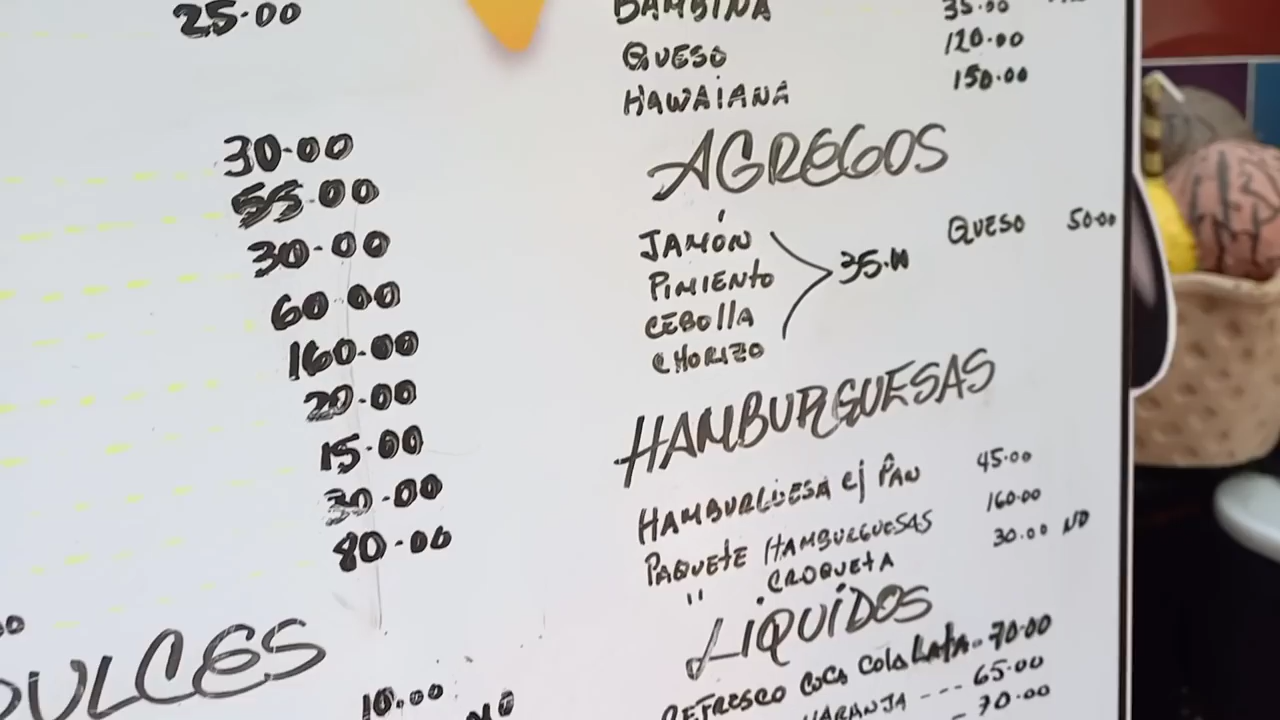 25.00
30.00
55.00
30.00
60.00
160.00
20.00
15.00
30.00
80.00
DULCES
10.00
NO
BAMBINA 35.00
QUESO 120.00
HAWAIANA 150.00
AGREGOS
JAMÓN
PIMIENTO
CEBOLLA
CHORIZO
35.00
QUESO 50.00
HAMBURGUESAS
HAMBURGUESA C/ PAN 45.00
PAQUETE HAMBURGUESAS 160.00
" CROQUETA 30.00 NO
LIQUIDOS
REFRESCO COCA COLA LATA - 70.00
NARANJA --- 65.00
70.00